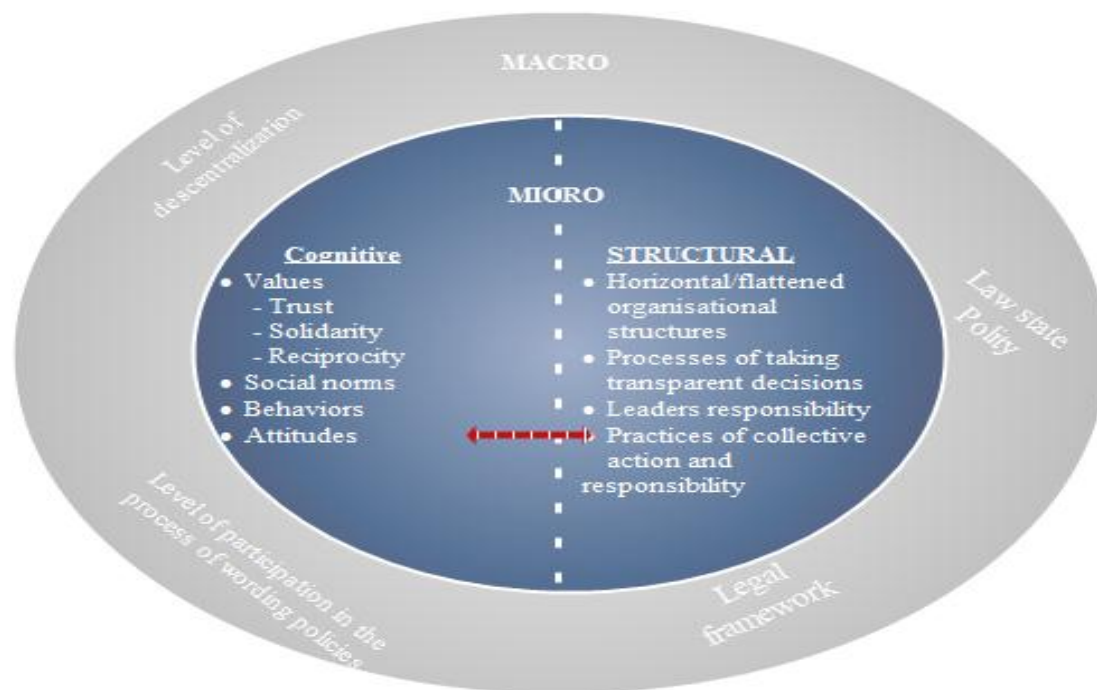 MACRO
Level of
descentralization
MICRO
Cognitive
• Values
- Trust
- Solidarity
- Reciprocity
• Social norms
• Behaviors
• Attitudes
STRUCTURAL
• Horizontal/flattened
organisational
structures
• Processes of taking
transparent decisions
• Leaders responsibility
• Practices of collective
action and
responsibility
Law state
Polity
Level of participation in the
process of wording policies
Legal
framework